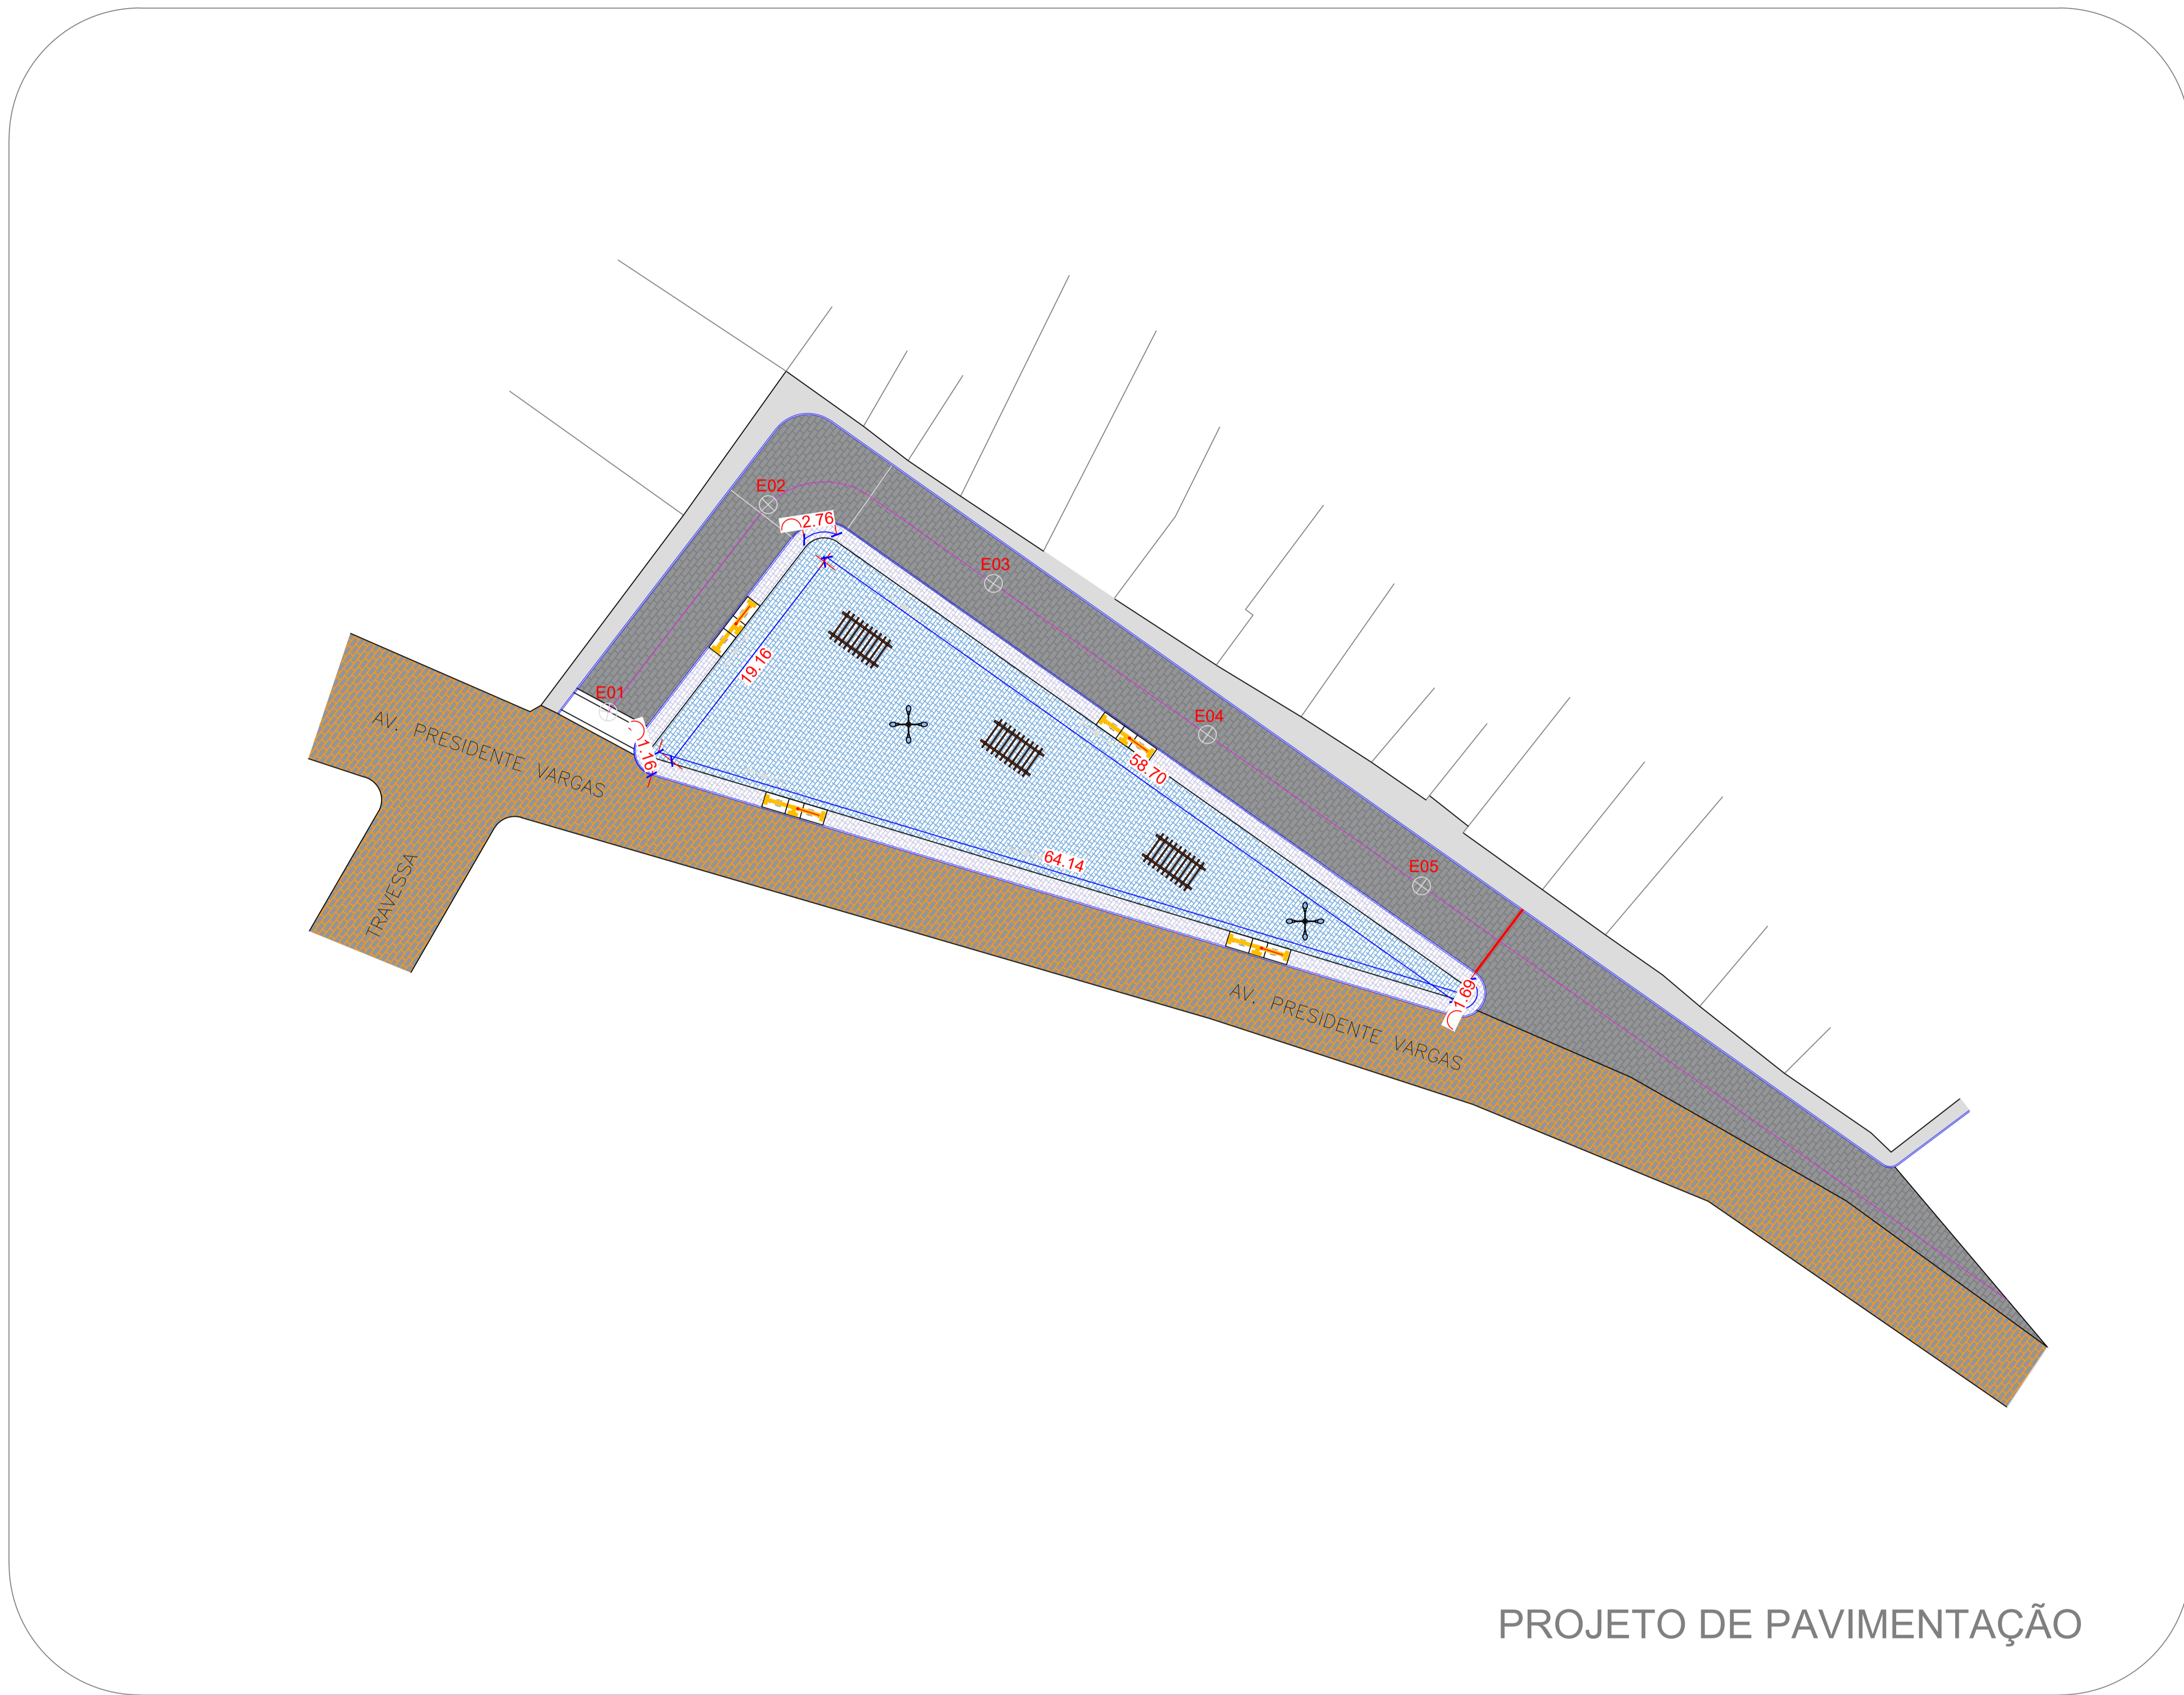 E02
2.76
E03
19.16
E01
E04
1.16
58.70
AV. PRESIDENTE VARGAS
64.14
E05
TRAVESSA
1.69
AV. PRESIDENTE VARGAS
PROJETO DE PAVIMENTAÇÃO